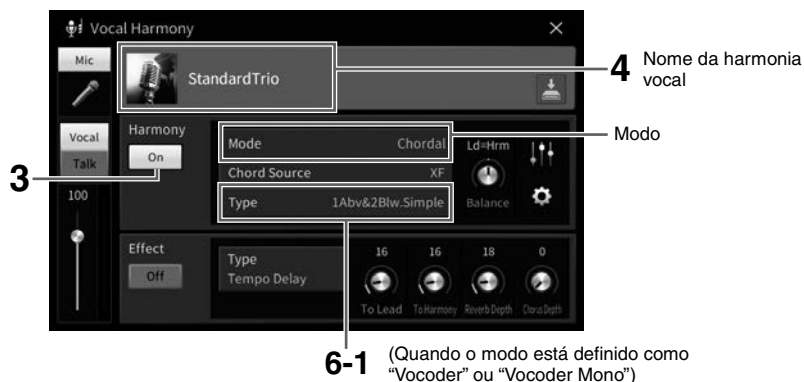 Vocal Harmony
Mic
StandardTrio
4 Nome da harmonia
vocal
Vocal
Talk
Harmony
On
Mode Chordal
Modo
Ld=Hrm
Chord Source XF
3
Type 1Abv&2Blw.Simple
Balance
100
Effect
Off
Type
Tempo Delay
16 16 18 0
To Lead To Harmony Reverb Depth Chorus Depth
6-1 (Quando o modo está definido como
“Vocoder” ou “Vocoder Mono”)